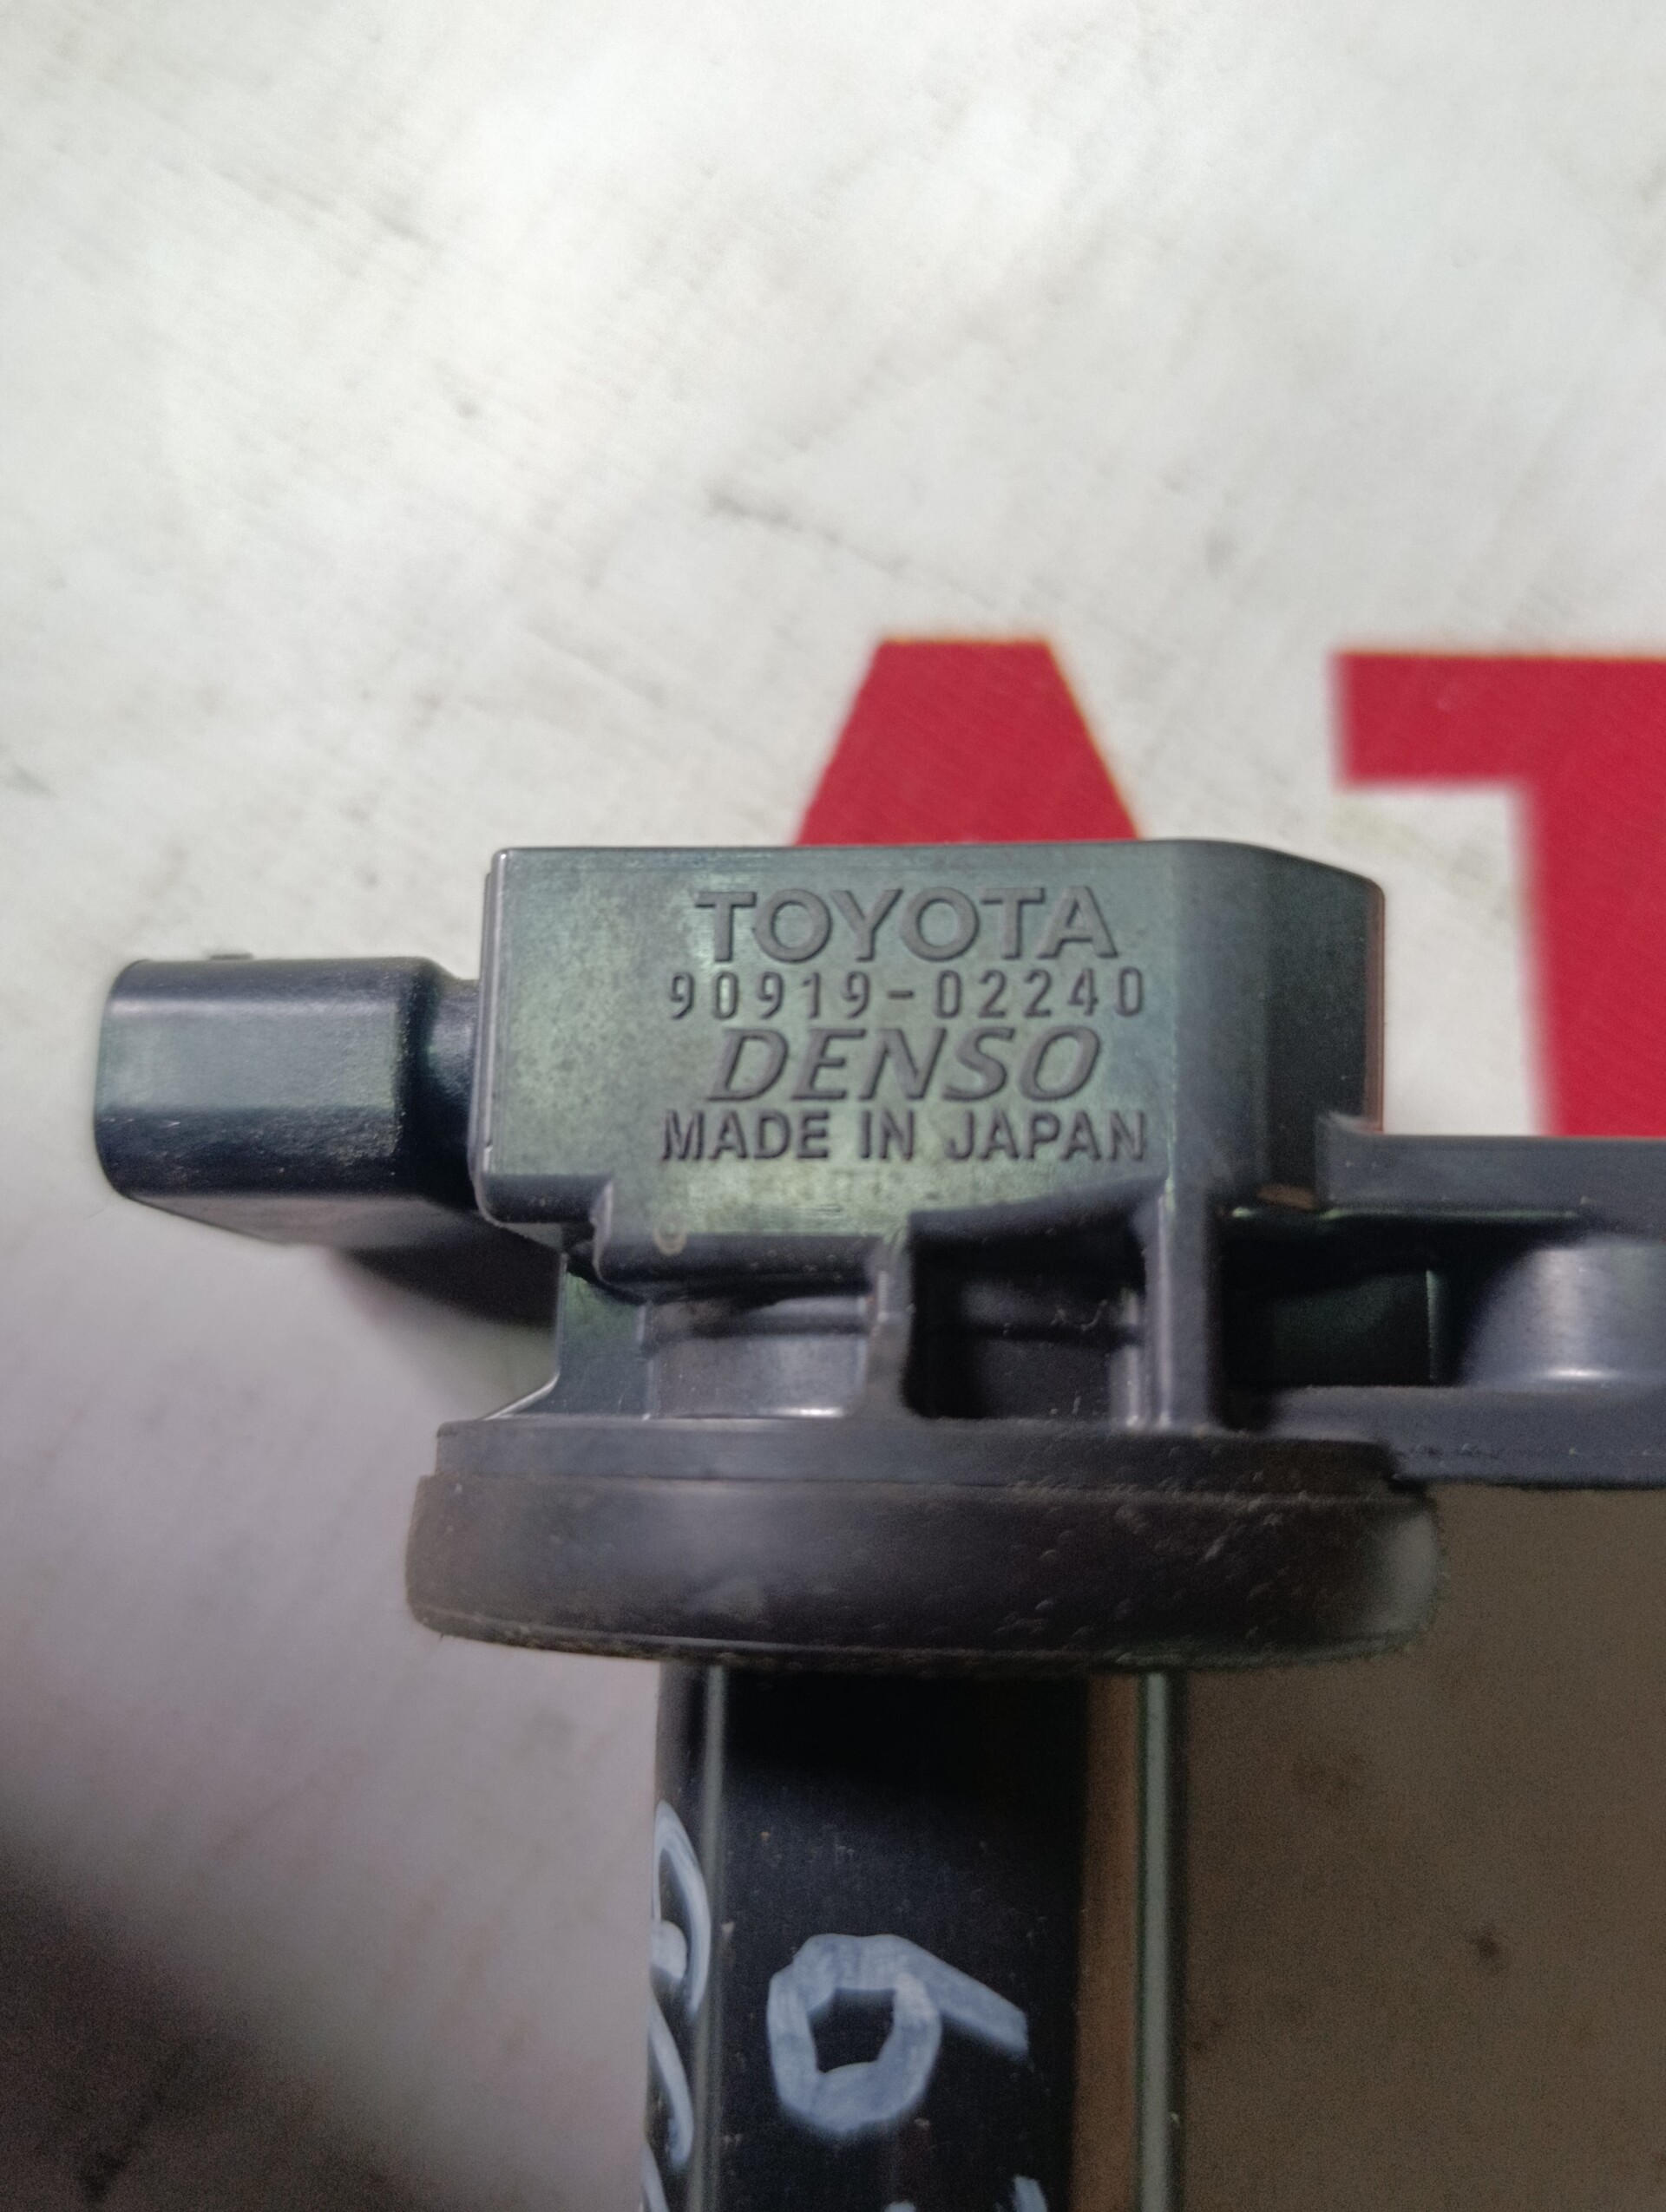 TOYOTA
90919-02240
DENSO
MADE IN JAPAN